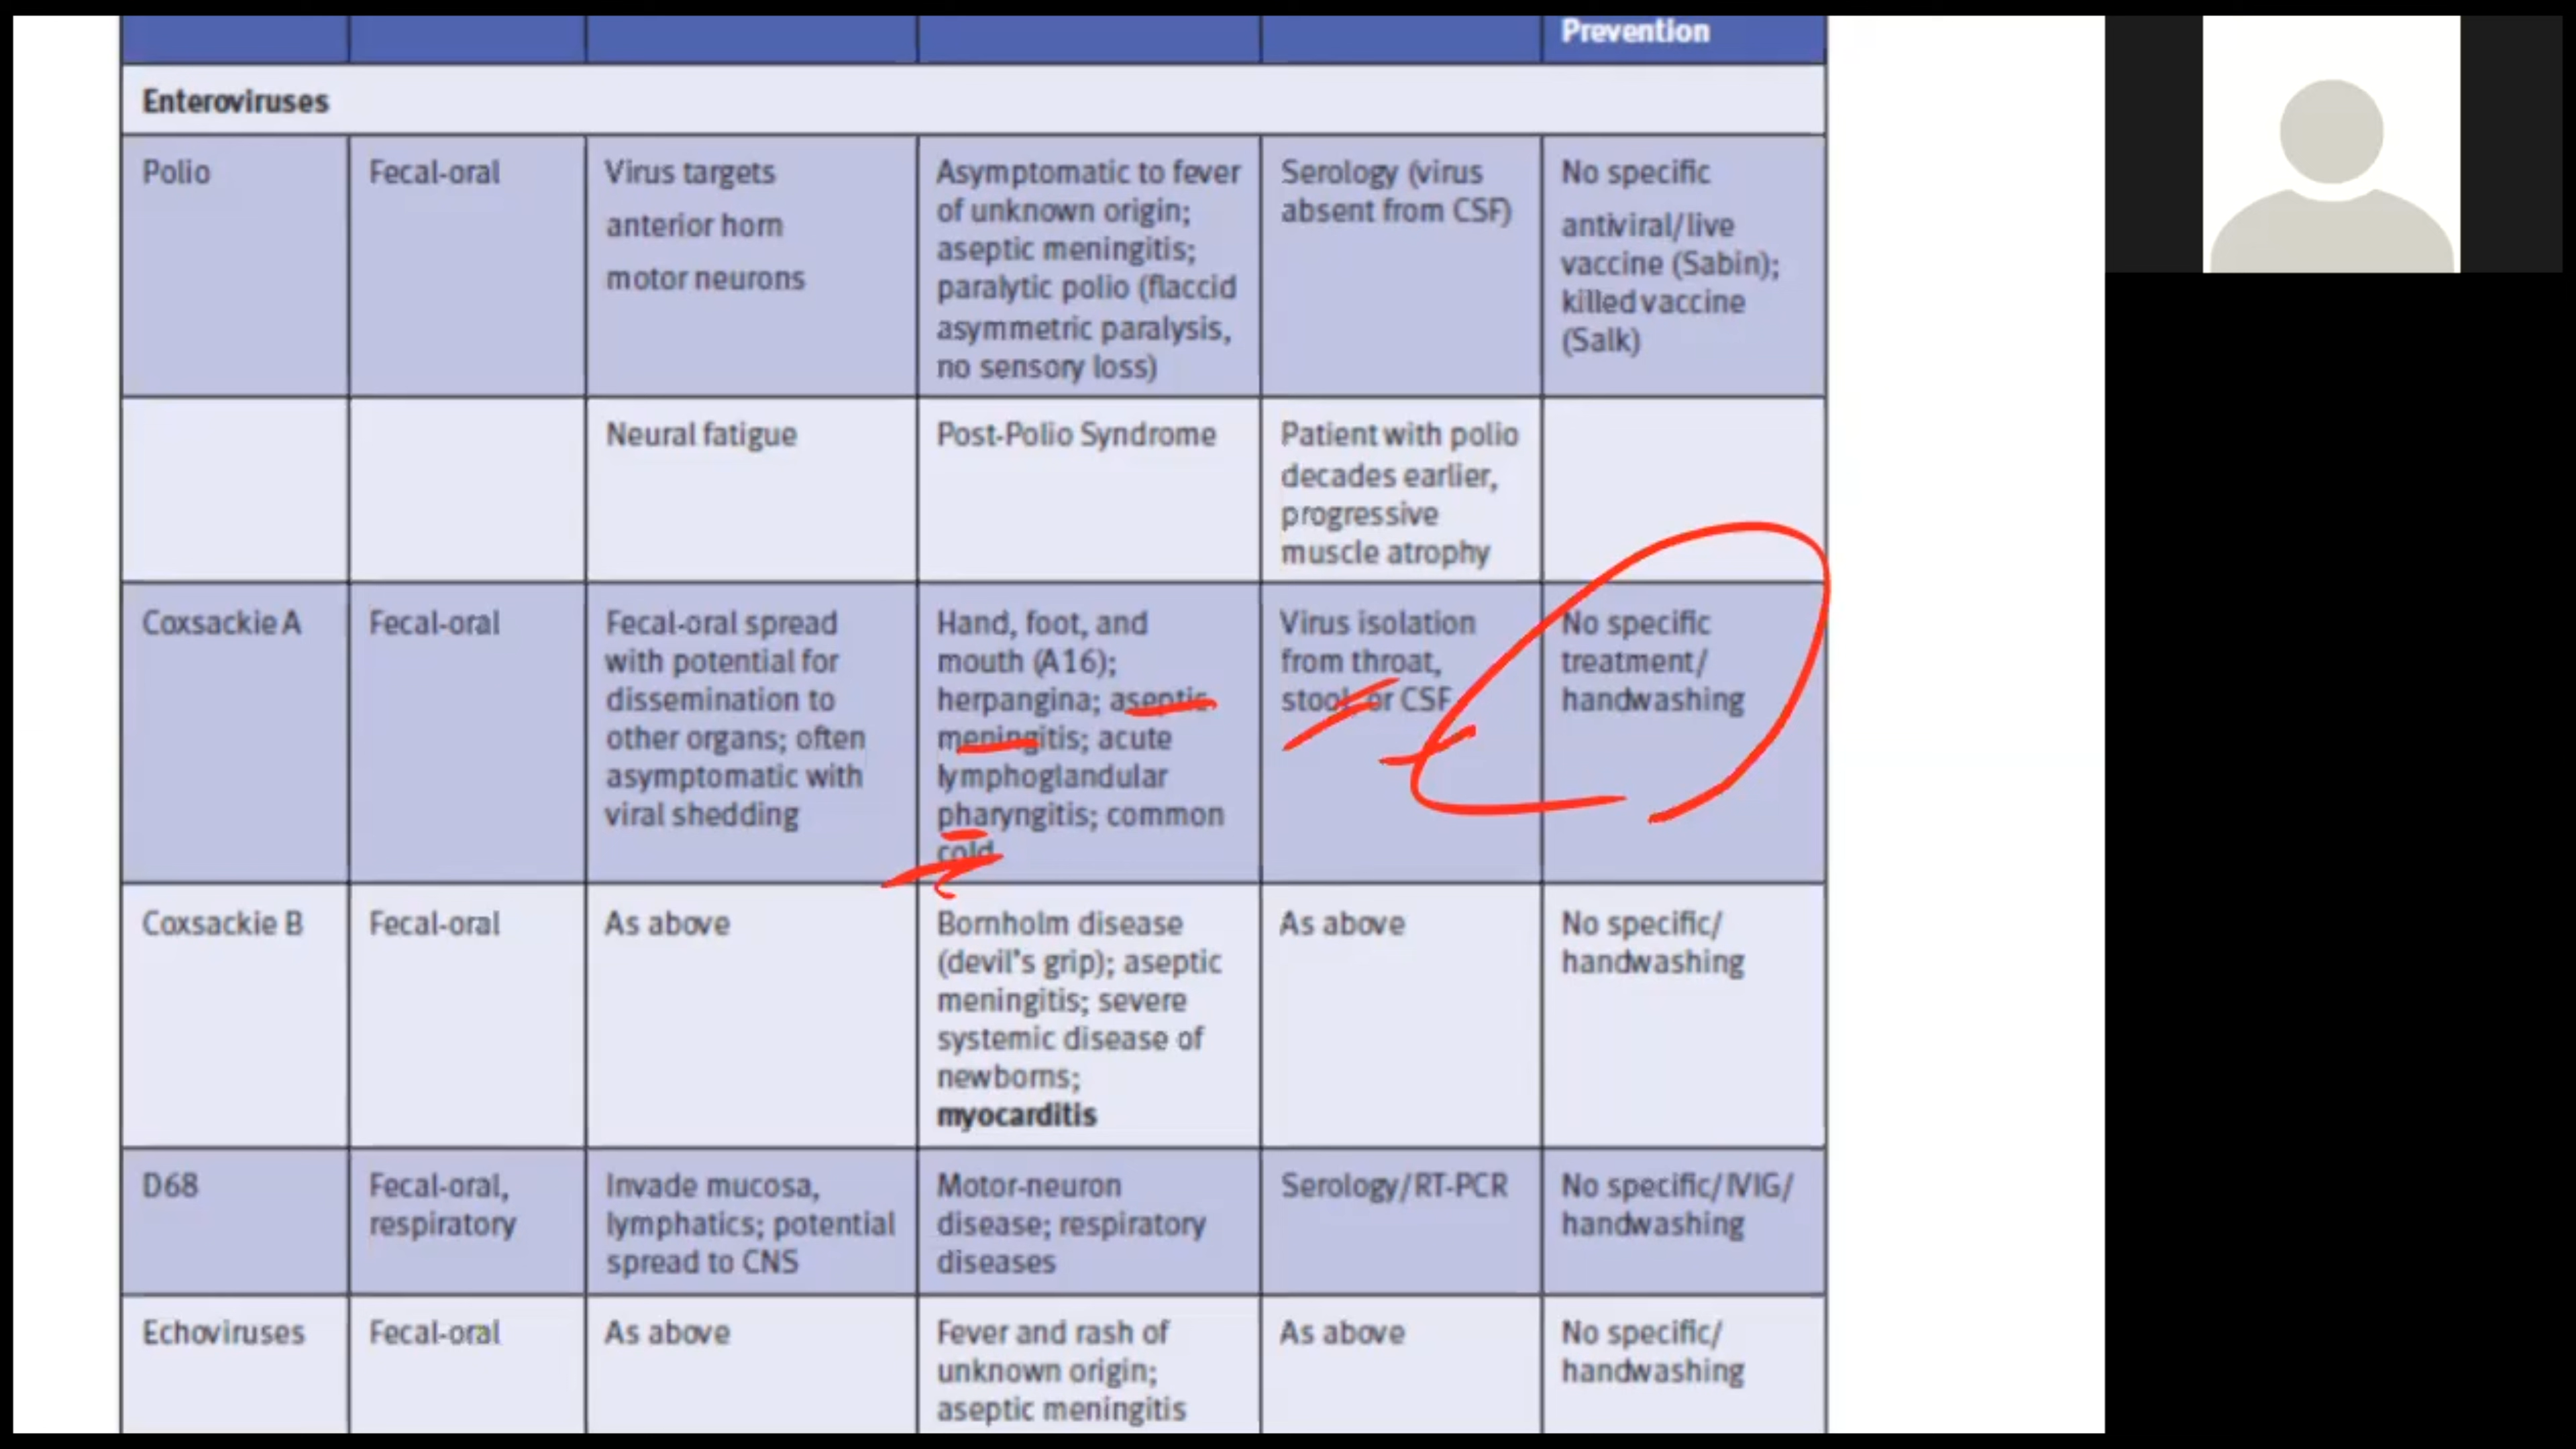 Prevention
Enteroviruses
Polio
Fecal-oral
Virus targets
anterior horn
motor neurons
Asymptomatic to fever
of unknown origin;
aseptic meningitis;
paralytic polio (flaccid
asymmetric paralysis,
no sensory loss)
Serology (virus
absent from CSF)
No specific
antiviral/live
vaccine (Sabin);
killed vaccine
(Salk)
Neural fatigue
Post-Polio Syndrome
Patient with polio
decades earlier,
progressive
muscle atrophy
Coxsackie A
Fecal-oral
Fecal-oral spread
with potential for
dissemination to
other organs; often
asymptomatic with
viral shedding
Hand, foot, and
mouth (A16);
herpangina; aseptic
meningitis; acute
lymphoglandular
pharyngitis; common
cold
Virus isolation
from throat,
stool, or CSF
No specific
treatment/
handwashing
Coxsackie B
Fecal-oral
As above
Bornholm disease
(devil's grip); aseptic
meningitis; severe
systemic disease of
newborns;
myocarditis
As above
No specific/
handwashing
D68
Fecal-oral,
respiratory
Invade mucosa,
lymphatics; potential
spread to CNS
Motor-neuron
disease; respiratory
diseases
Serology/RT-PCR
No specific/IVIG/
handwashing
Echoviruses
Fecal-oral
As above
Fever and rash of
unknown origin;
aseptic meningitis
As above
No specific/
handwashing